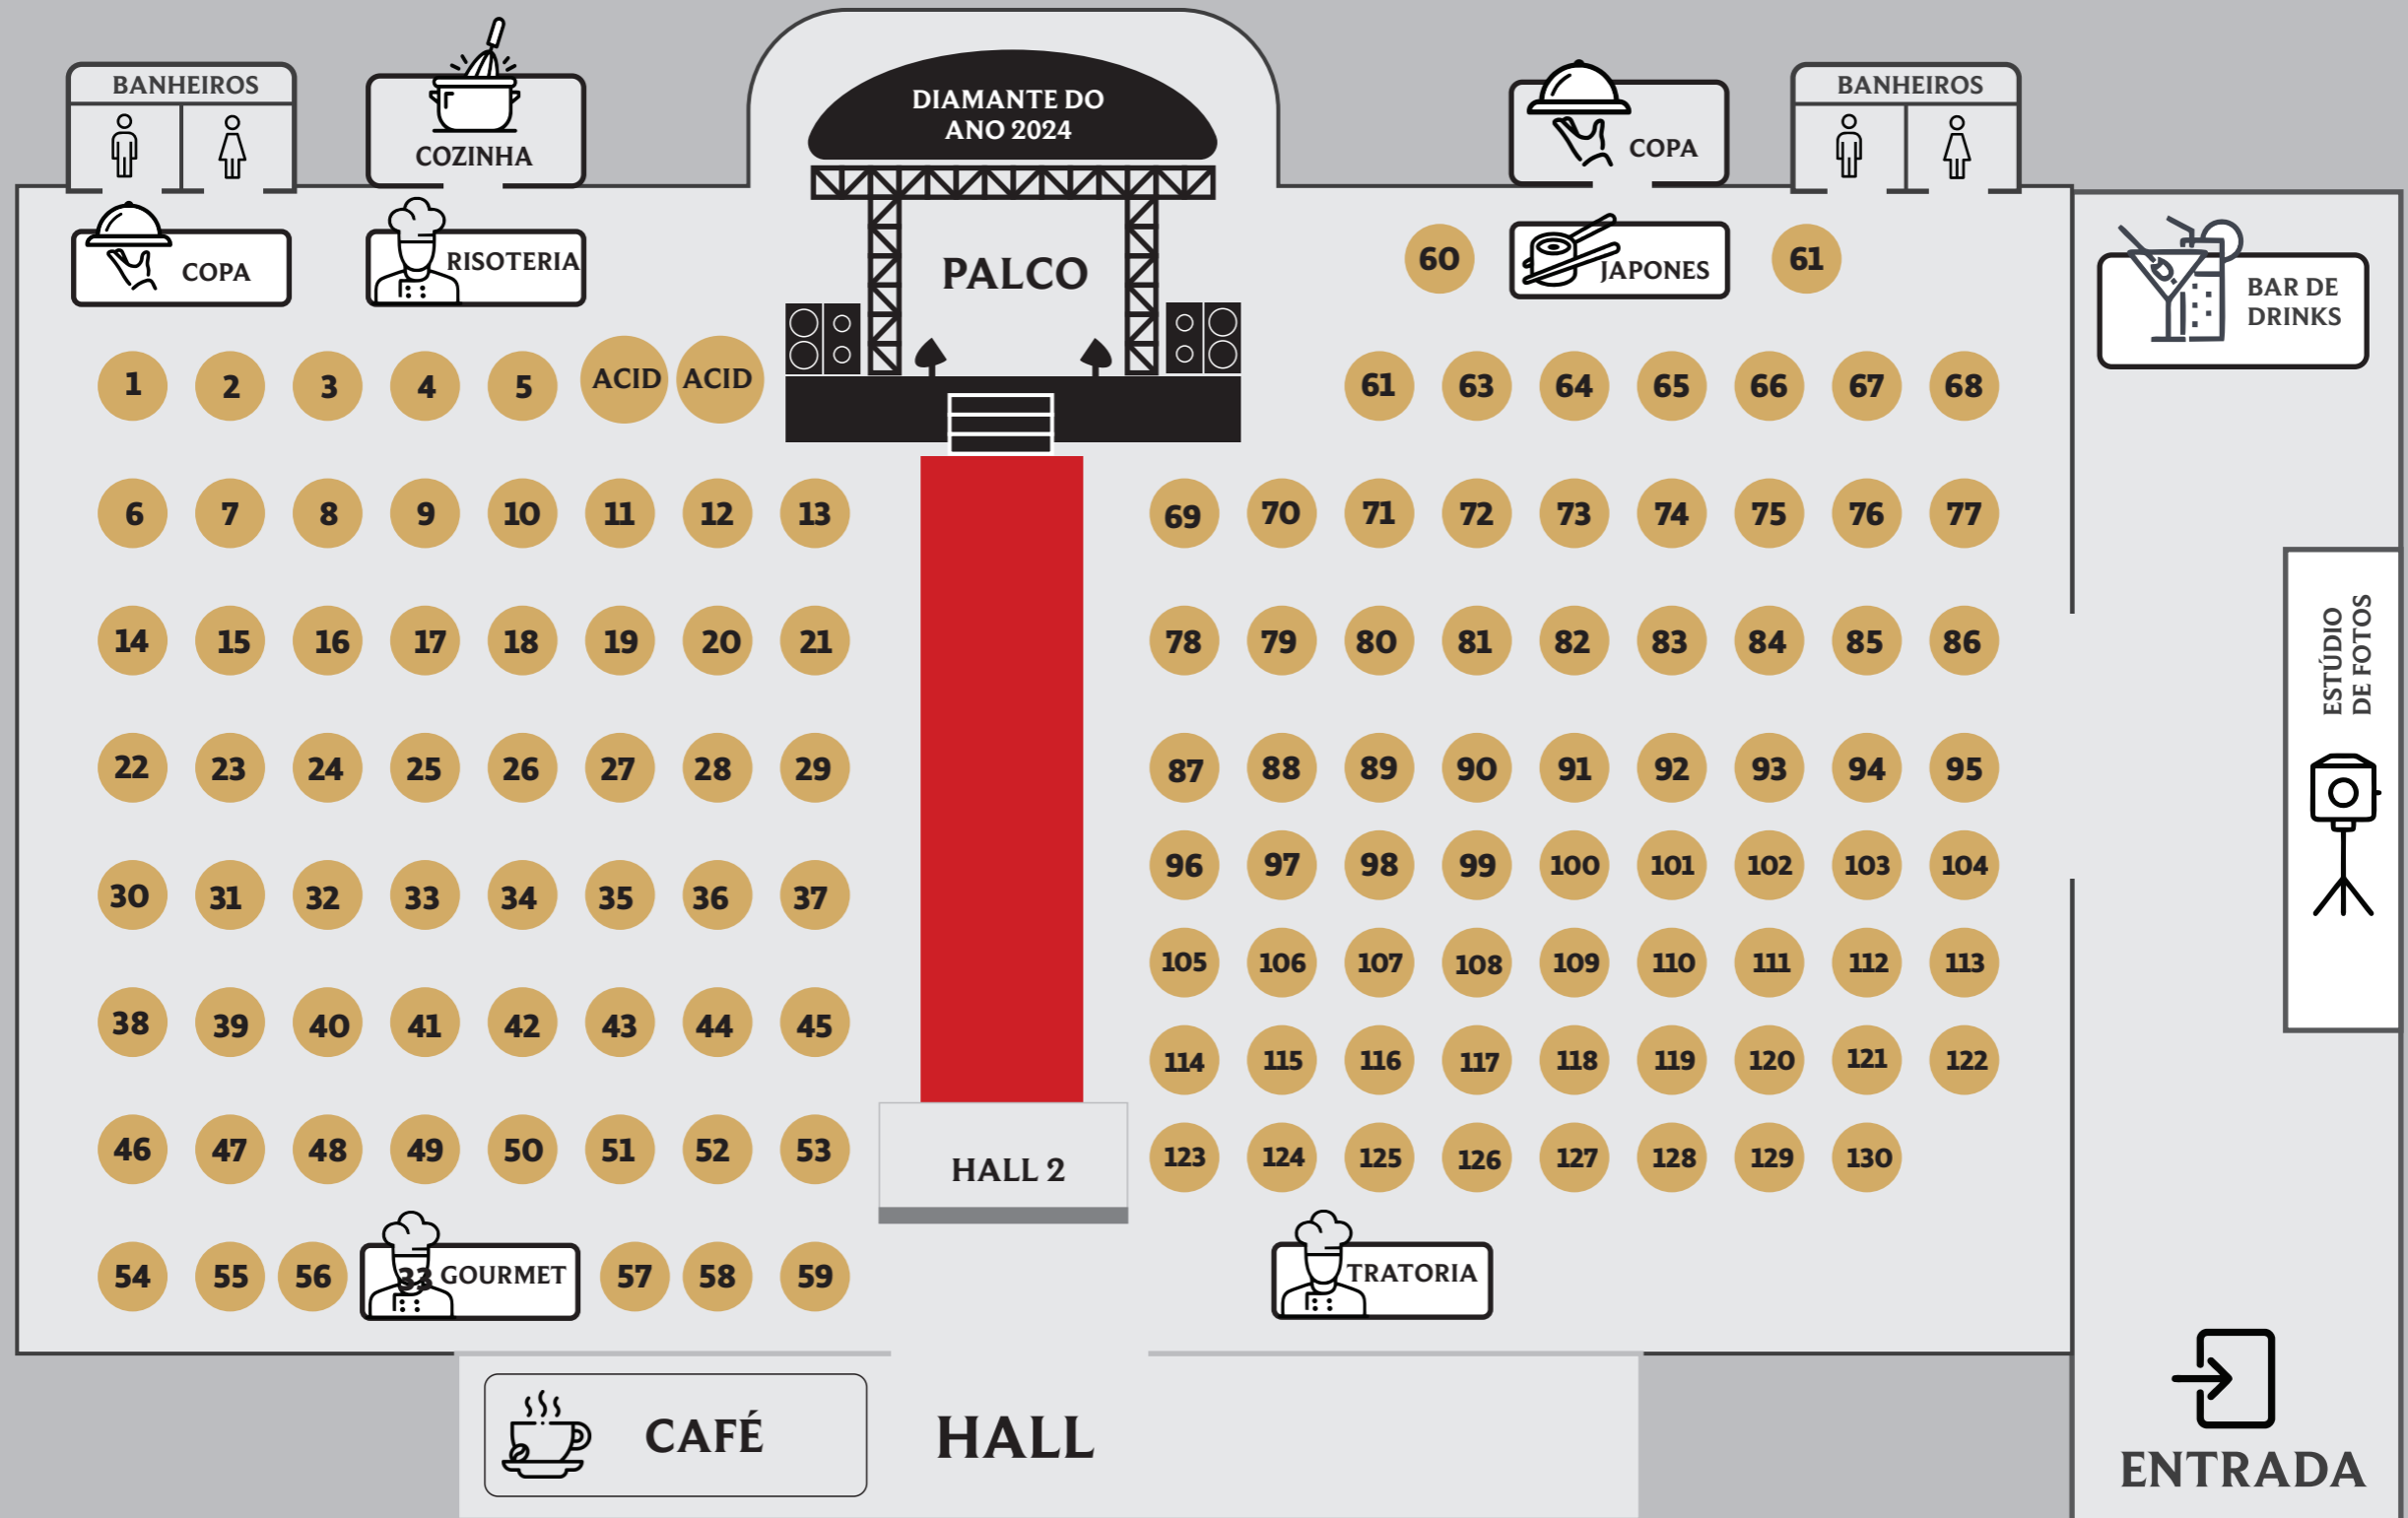 BANHEIROS
COZINHA
DIAMANTE DO
ANO 2024
COPA
BANHEIROS
COPA
RISOTERIA
PALCO
60
JAPONES
61
BAR DE
DRINKS
1 2 3 4 5 ACID ACID
61 63 64 65 66 67 68
6 7 8 9 10 11 12 13
69 70 71 72 73 74 75 76 77
14 15 16 17 18 19 20 21
78 79 80 81 82 83 84 85 86
ESTÚDIO
DE FOTOS
22 23 24 25 26 27 28 29
87 88 89 90 91 92 93 94 95
96 97 98 99 100 101 102 103 104
30 31 32 33 34 35 36 37
105 106 107 108 109 110 111 112 113
38 39 40 41 42 43 44 45
114 115 116 117 118 119 120 121 122
46 47 48 49 50 51 52 53
HALL 2
123 124 125 126 127 128 129 130
54 55 56
33 GOURMET
57 58 59
TRATORIA
CAFÉ
HALL
ENTRADA